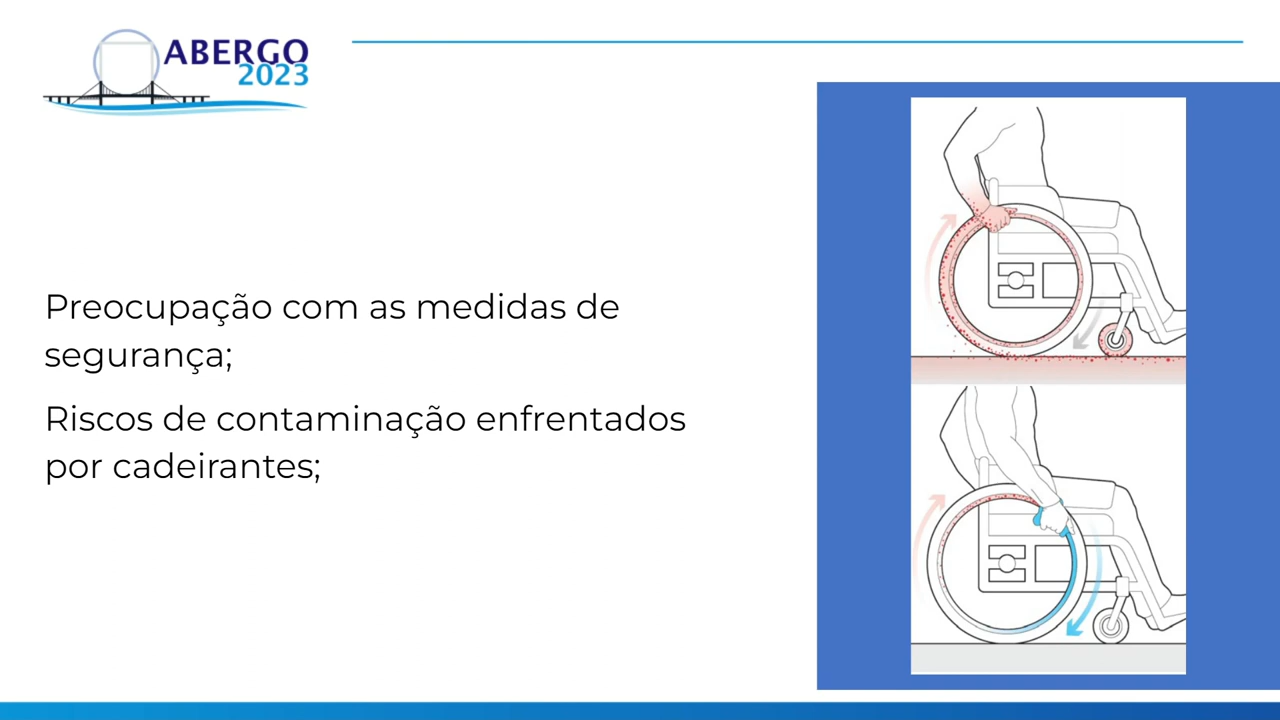 ABERGO
2023
Preocupação com as medidas de
segurança;
Riscos de contaminação enfrentados
por cadeirantes;